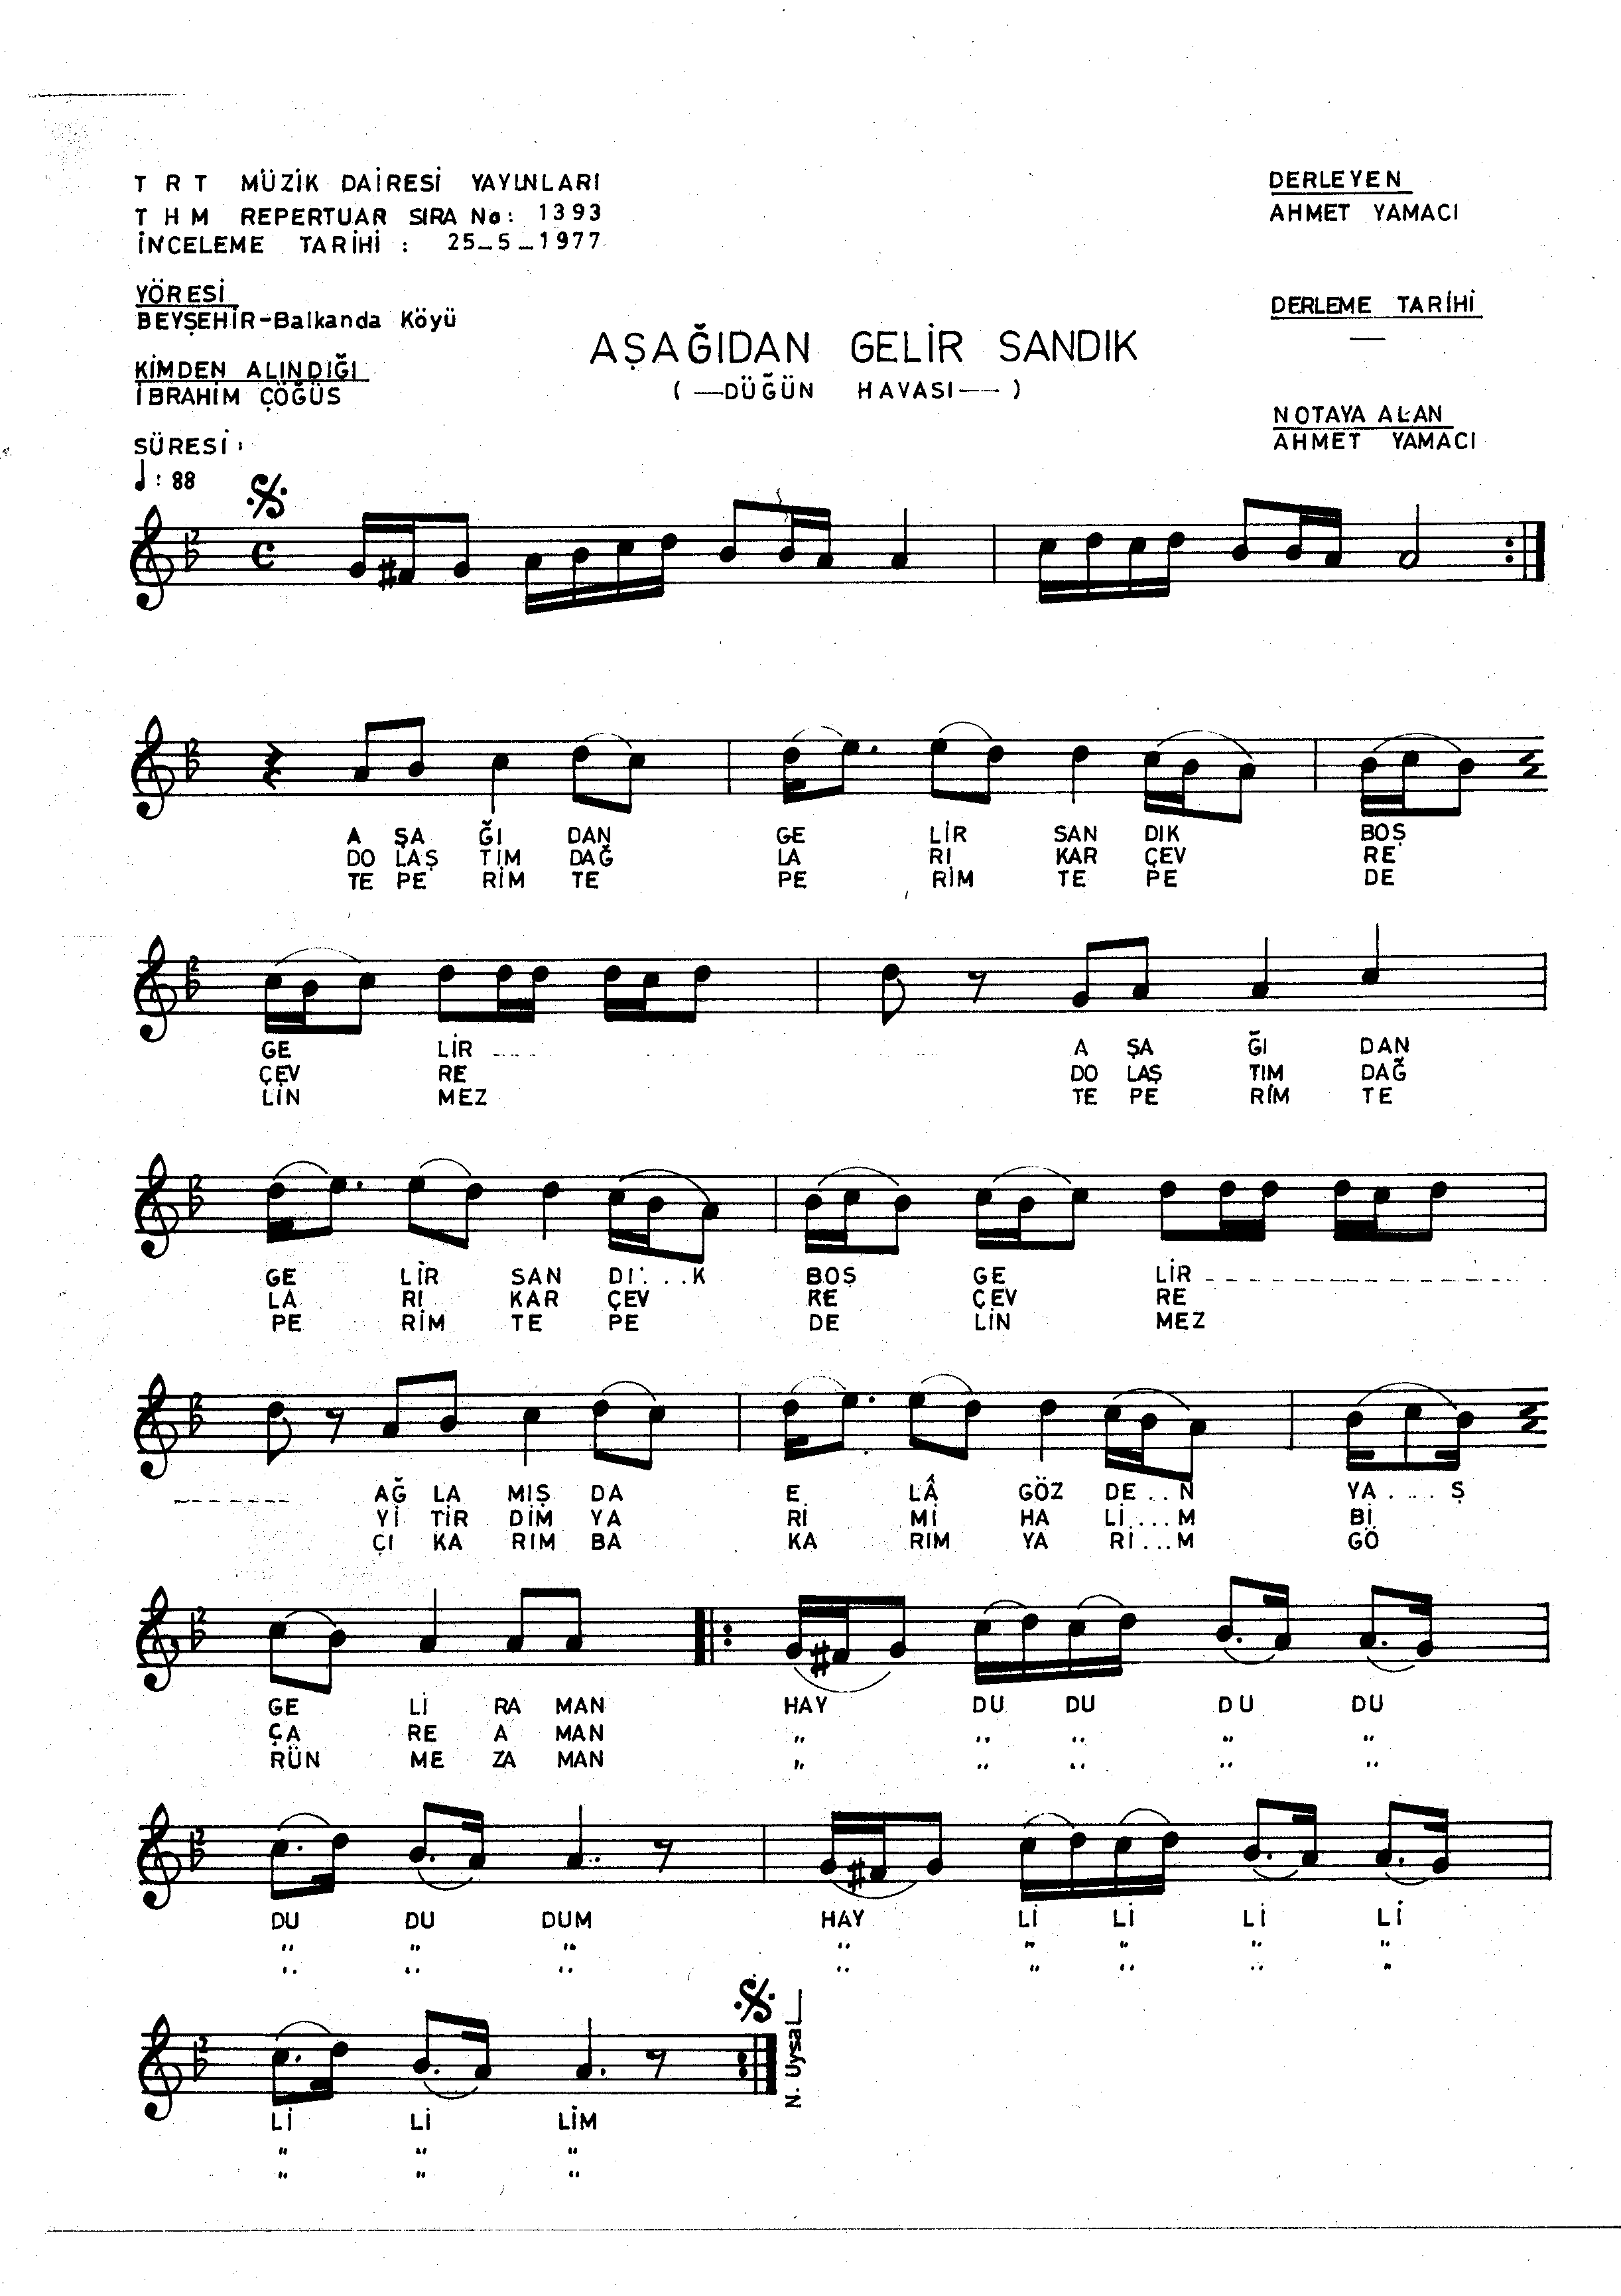 T R T MÜZİK DAİRESİ YAYINLARI
T H M REPERTUAR SIRA No: 1393
İNCELEME TARİHİ : 25_5_1977
DERLEYEN
AHMET YAMACI
YÖRESİ
BEYŞEHİR-Balkanda Köyü
DERLEME TARİHİ
AŞAĞIDAN GELİR SANDIK
(—DÜĞÜN HAVASI—)
KİMDEN ALINDIĞI
İBRAHİM ÇÖĞÜS
NOTAYA ALAN
AHMET YAMACI
SÜRESİ:
♩: 88
A ŞA ĞI DAN GE LİR SAN DIK BOŞ
DO LAŞ TIM DAĞ LA RI KAR ÇEV RE
TE PE RİM TE PE RİM TE PE DE
GE LİR .... A ŞA ĞI DAN
ÇEV RE DO LAŞ TIM DAĞ
LİN MEZ TE PE RİM TE
GE LİR SAN DI...K BOŞ GE LİR ----
LA RI KAR ÇEV RE ÇEV RE
PE RİM TE PE DE LİN MEZ
------ AĞ LA MIŞ DA E LÂ GÖZ DE..N YA....Ş
Yİ TİR DİM YA Rİ Mİ HA Lİ...M Bİ
ÇI KA RIM BA KA RIM YA Rİ...M GÖ
GE Lİ RA MAN HAY DU DU DU DU
ÇA RE A MAN " " " " "
RÜN ME ZA MAN " " " " "
DU DU DUM HAY Lİ Lİ Lİ Lİ
" " " " " " " "
" " " " " " " "
Lİ Lİ LİM
" " "
" " "
N. Uysal